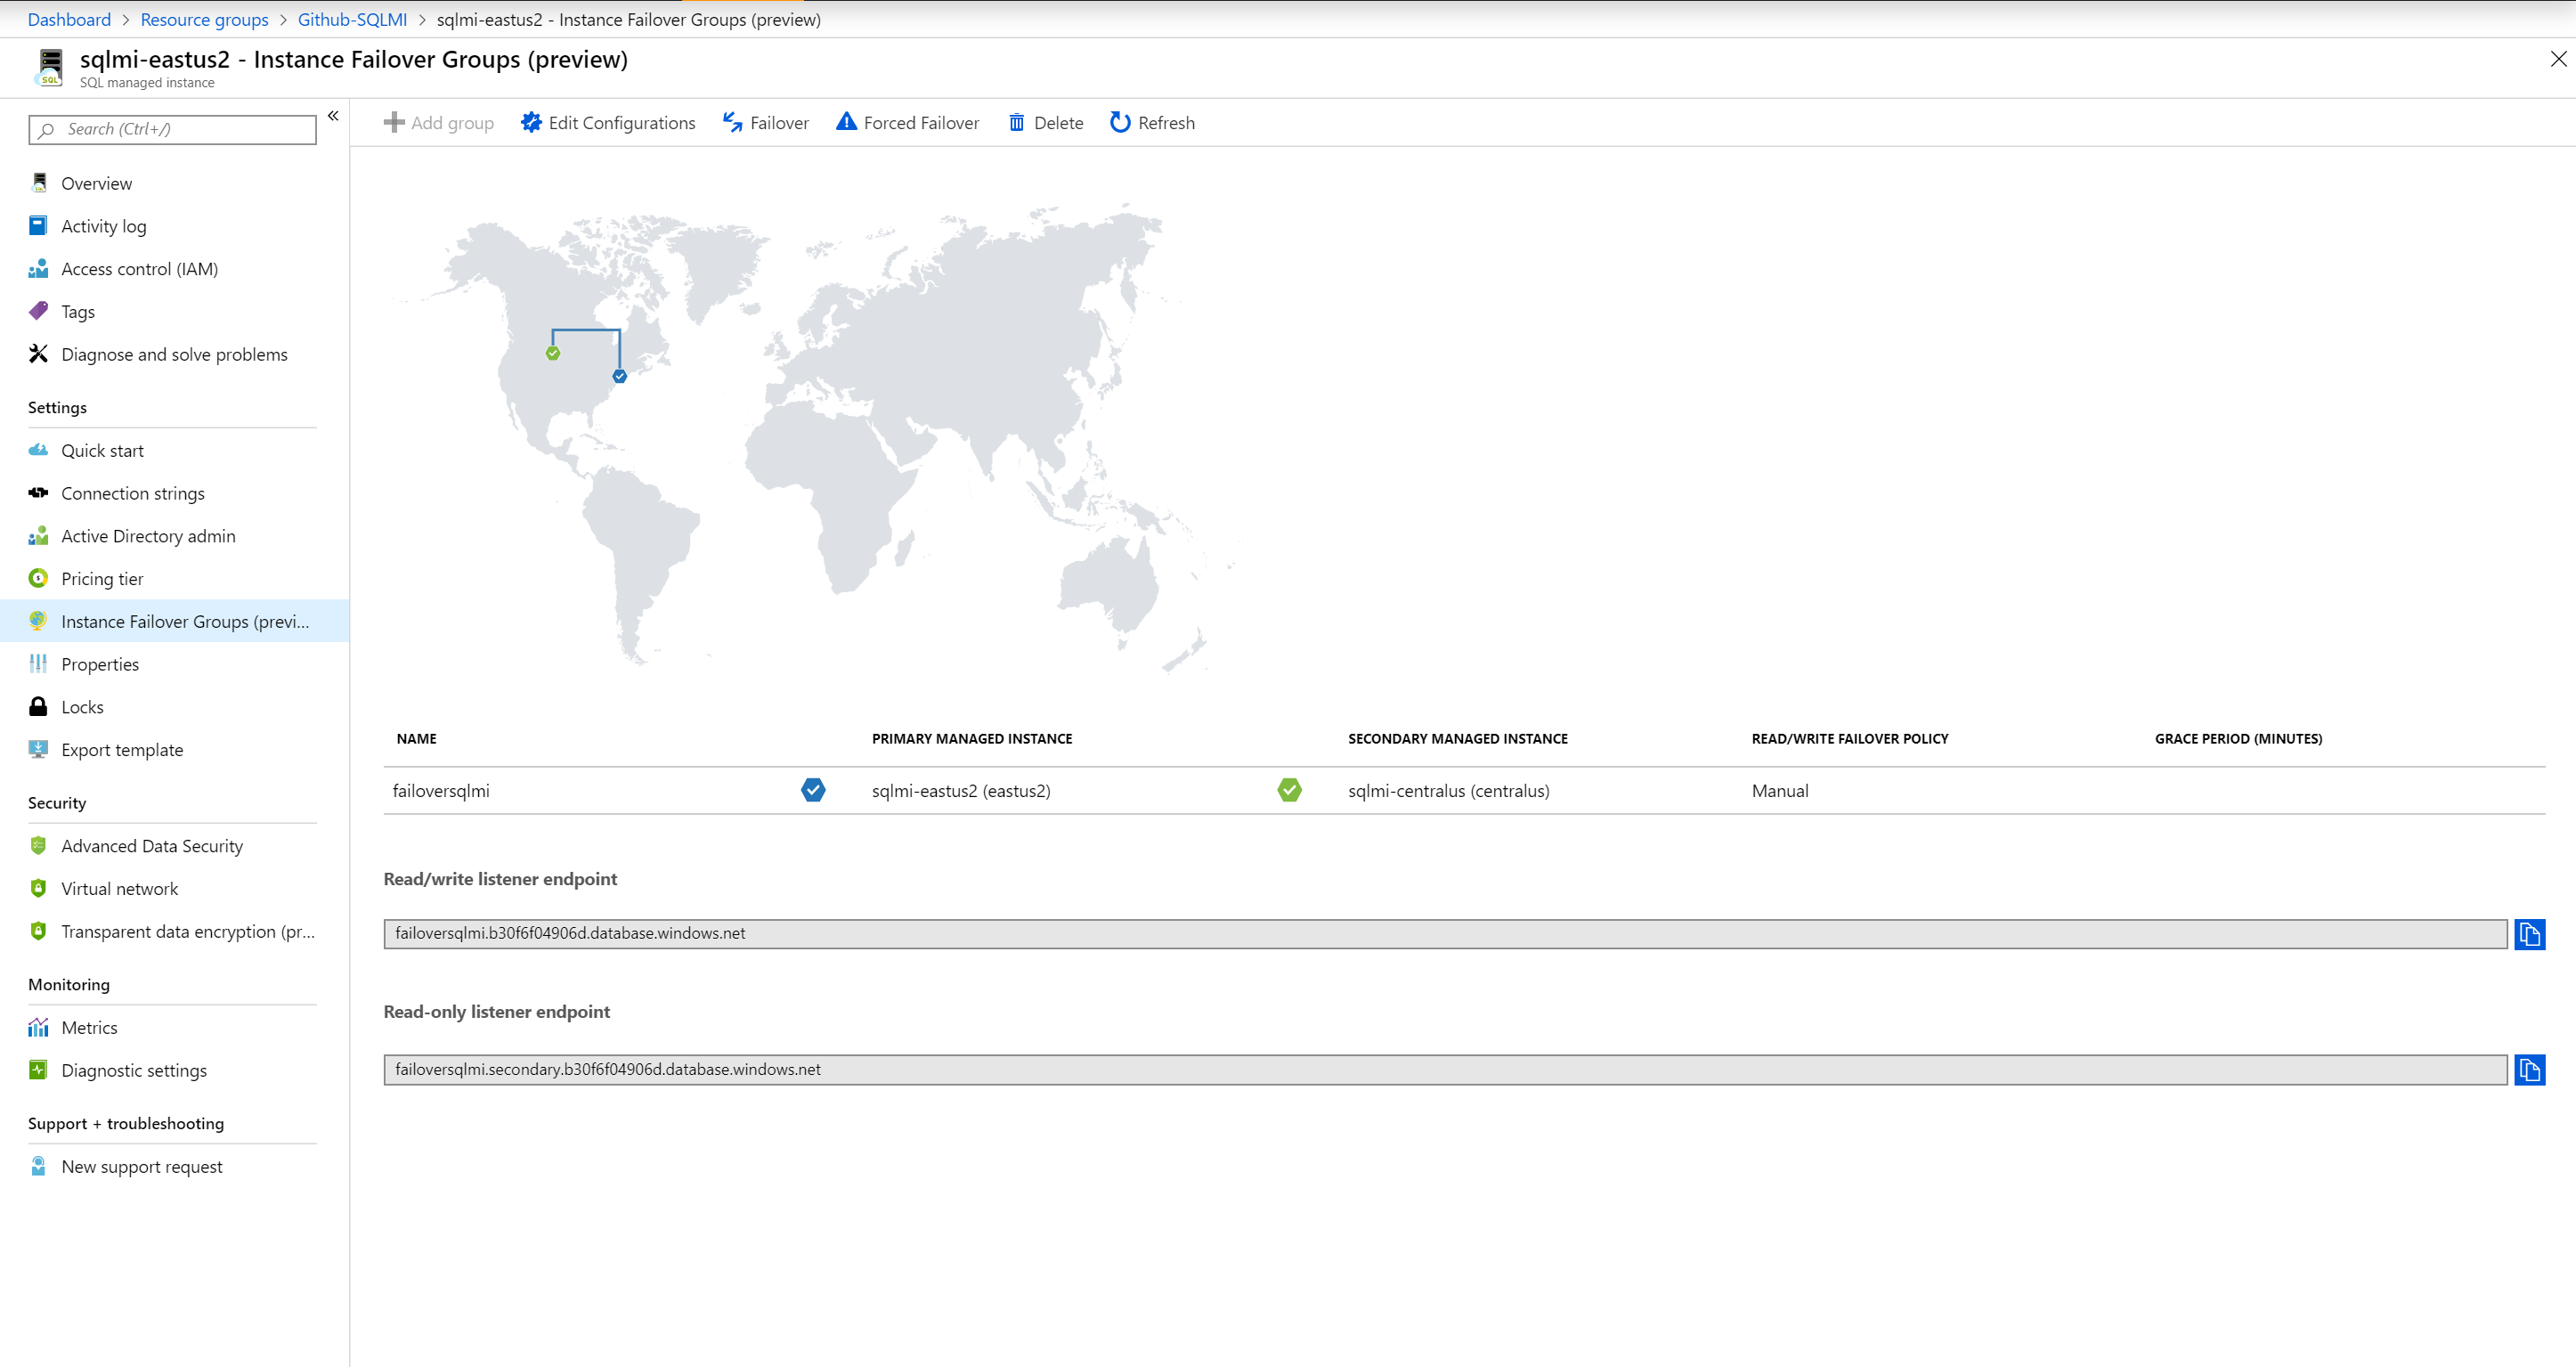 Dashboard > Resource groups > Github-SQLMI > sqlmi-eastus2 - Instance Failover Groups (preview)
sqlmi-eastus2 - Instance Failover Groups (preview)
SQL
SQL managed instance
Search (Ctrl+/)
«
Add group
Edit Configurations
Failover
Forced Failover
Delete
Refresh
Overview
Activity log
Access control (IAM)
Tags
Diagnose and solve problems
Settings
Quick start
Connection strings
Active Directory admin
Pricing tier
Instance Failover Groups (previ...
Properties
Locks
Export template
Security
Advanced Data Security
Virtual network
Transparent data encryption (pr...
Monitoring
Metrics
Diagnostic settings
Support + troubleshooting
New support request
NAME PRIMARY MANAGED INSTANCE SECONDARY MANAGED INSTANCE READ/WRITE FAILOVER POLICY GRACE PERIOD (MINUTES)
failoversqlmi sqlmi-eastus2 (eastus2) sqlmi-centralus (centralus) Manual
Read/write listener endpoint
failoversqlmi.b30f6f04906d.database.windows.net
Read-only listener endpoint
failoversqlmi.secondary.b30f6f04906d.database.windows.net